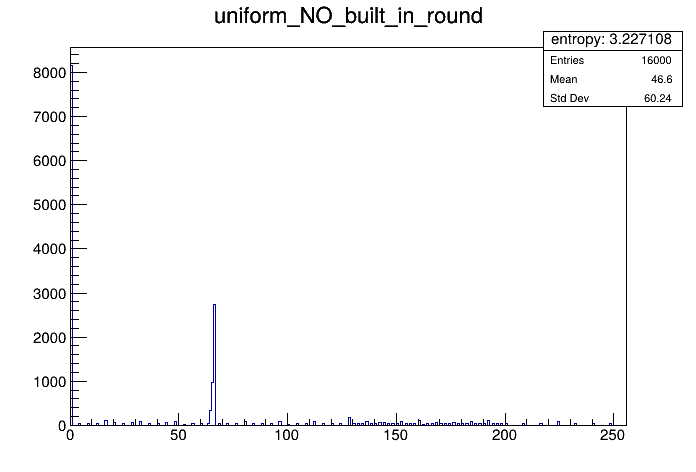 uniform_NO_built_in_round
entropy: 3.227108
Entries 16000
Mean 46.6
Std Dev 60.24
8000
7000
6000
5000
4000
3000
2000
1000
0
0 50 100 150 200 250